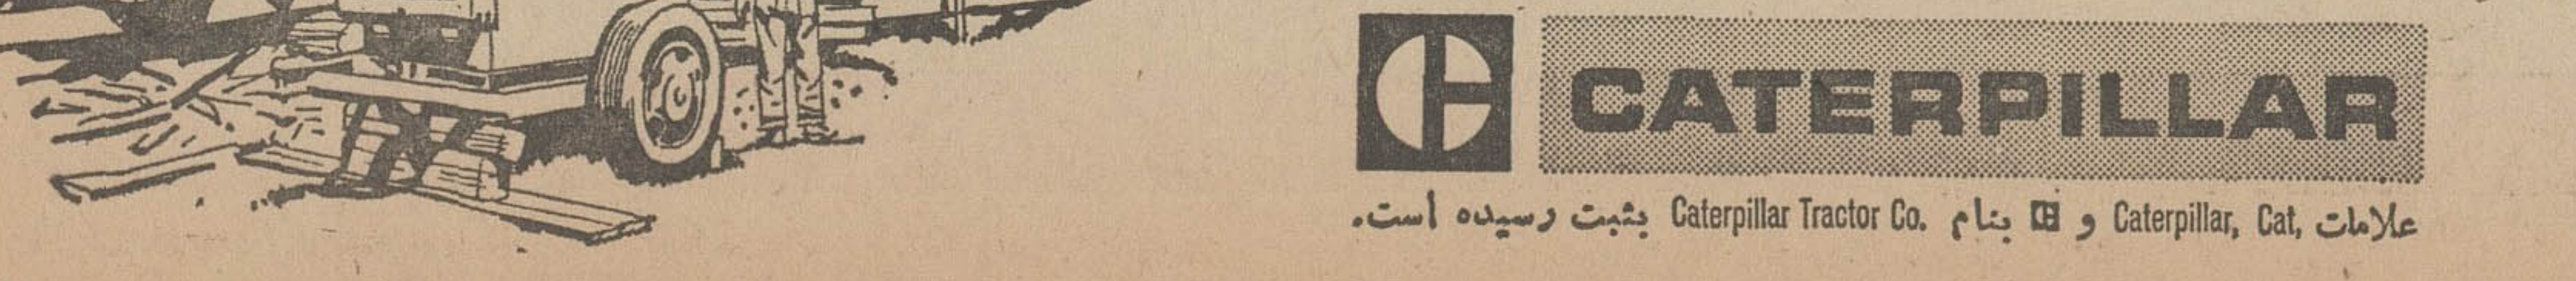 CATERPILLAR
علامات Caterpillar, Cat, و بنام Caterpillar Tractor Co. بثبت رسیده است.